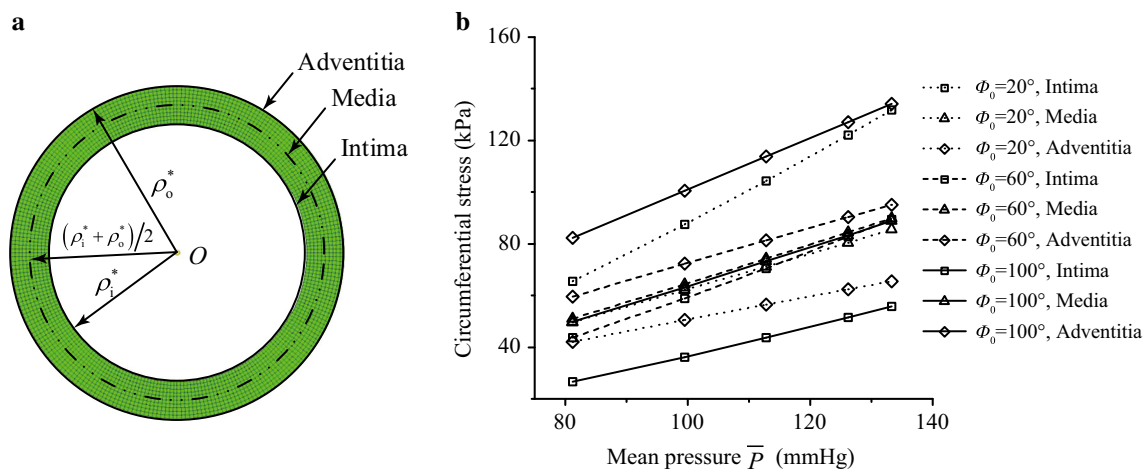 a
Adventitia
Media
Intima
ρₒ*
(ρᵢ* + ρₒ*)/2
O
ρᵢ*
b
Circumferential stress (kPa)
160
120
80
40
80
100
120
140
Mean pressure P̅ (mmHg)
Φ₀=20°, Intima
Φ₀=20°, Media
Φ₀=20°, Adventitia
Φ₀=60°, Intima
Φ₀=60°, Media
Φ₀=60°, Adventitia
Φ₀=100°, Intima
Φ₀=100°, Media
Φ₀=100°, Adventitia